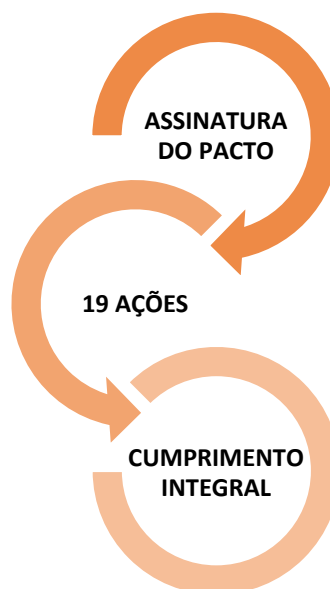 ASSINATURA
DO PACTO
19 AÇÕES
CUMPRIMENTO
INTEGRAL